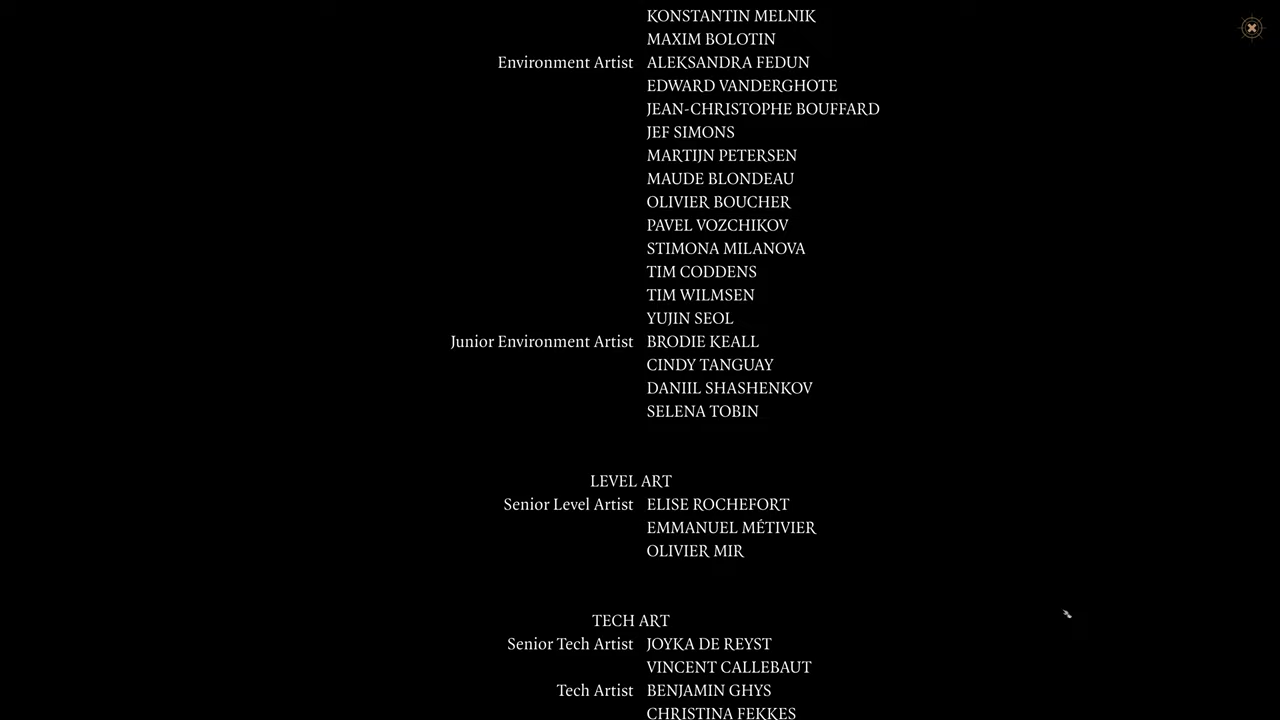 KONSTANTIN MELNIK
MAXIM BOLOTIN
Environment Artist ALEKSANDRA FEDUN
EDWARD VANDERGHOTE
JEAN-CHRISTOPHE BOUFFARD
JEF SIMONS
MARTIJN PETERSEN
MAUDE BLONDEAU
OLIVIER BOUCHER
PAVEL VOZCHIKOV
STIMONA MILANOVA
TIM CODDENS
TIM WILMSEN
YUJIN SEOL
Junior Environment Artist BRODIE KEALL
CINDY TANGUAY
DANIIL SHASHENKOV
SELENA TOBIN
LEVEL ART
Senior Level Artist ELISE ROCHEFORT
EMMANUEL MÉTIVIER
OLIVIER MIR
TECH ART
Senior Tech Artist JOYKA DE REYST
VINCENT CALLEBAUT
Tech Artist BENJAMIN GHYS
CHRISTINA FEKKES